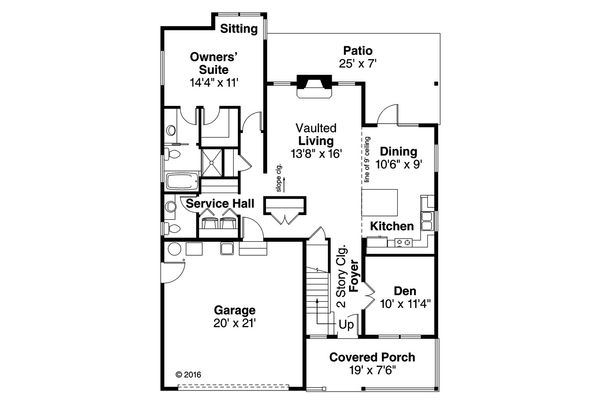 Sitting
Owners'
Suite
14'4" x 11'
Patio
25' x 7'
Vaulted
Living
13'8" x 16'
slope clg.
line of 9' ceiling
Dining
10'6" x 9'
Service Hall
Kitchen
2 Story Clg.
Foyer
Den
10' x 11'4"
Garage
20' x 21'
Up
Covered Porch
19' x 7'6"
© 2016